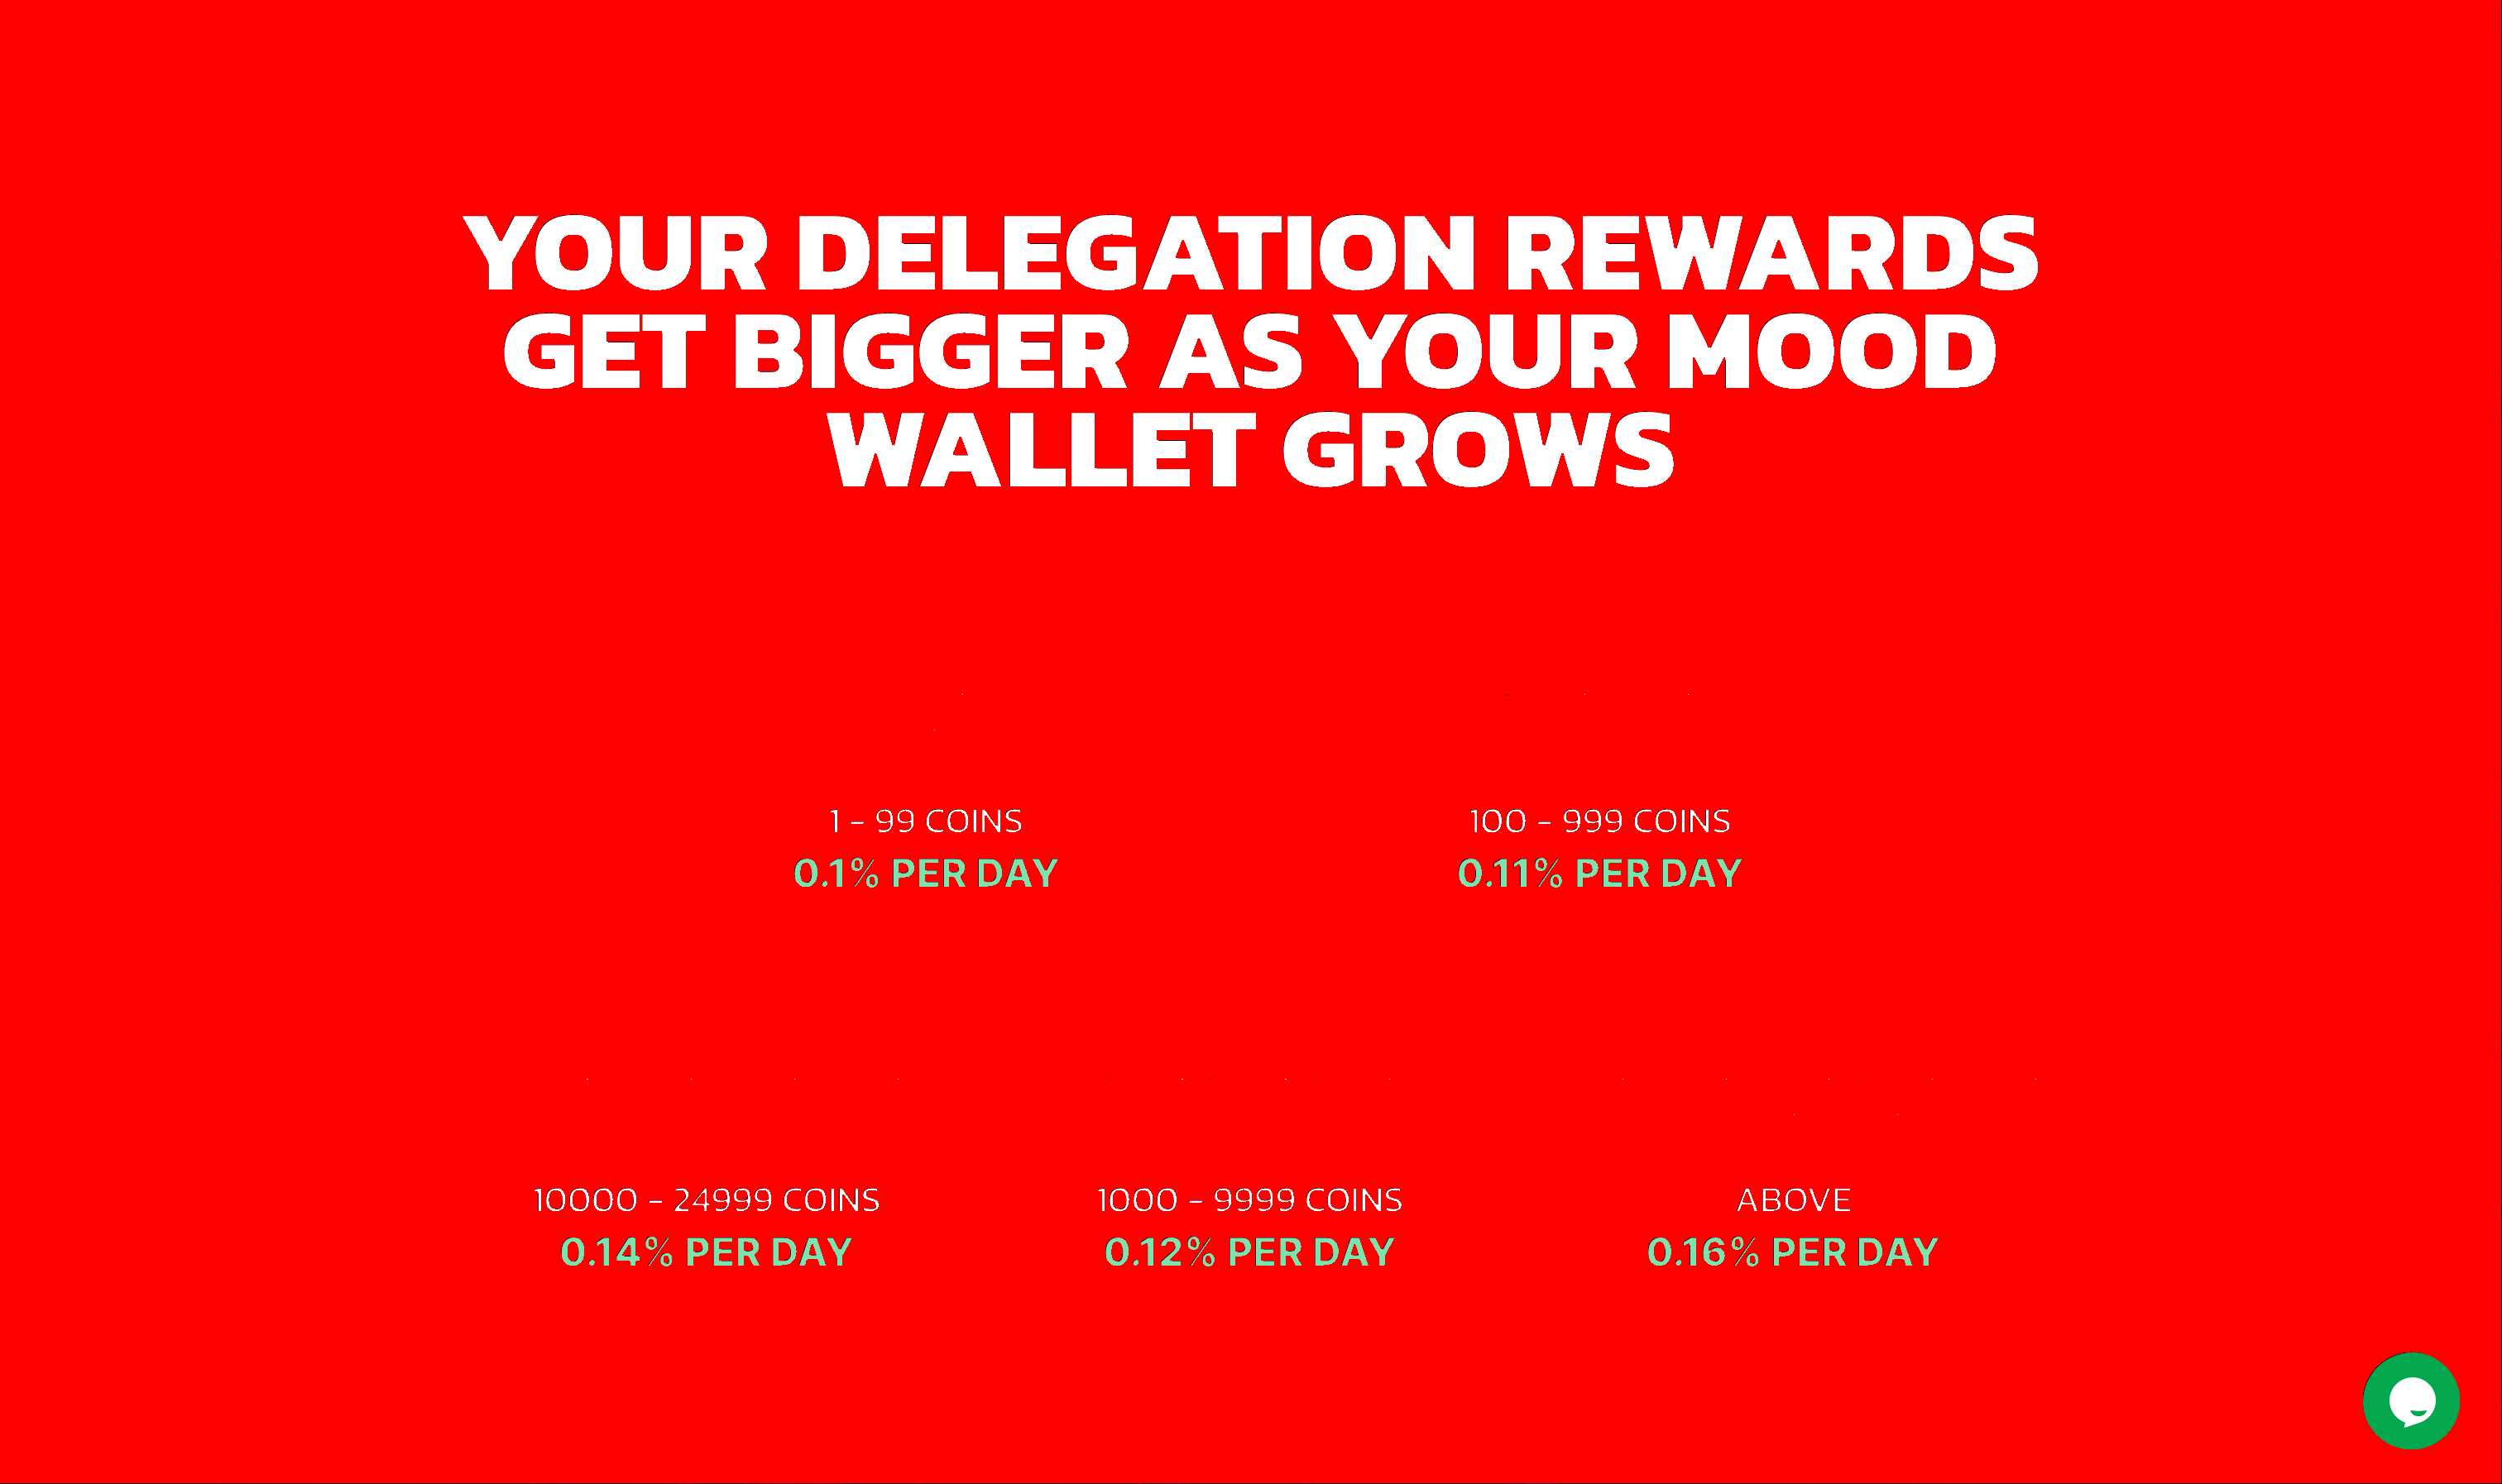 YOUR DELEGATION REWARDS
GET BIGGER AS YOUR MOOD
WALLET GROWS
1 - 99 COINS
0.1% PER DAY
100 - 999 COINS
0.11% PER DAY
10000 - 24999 COINS
0.14% PER DAY
1000 - 9999 COINS
0.12% PER DAY
ABOVE
0.16% PER DAY